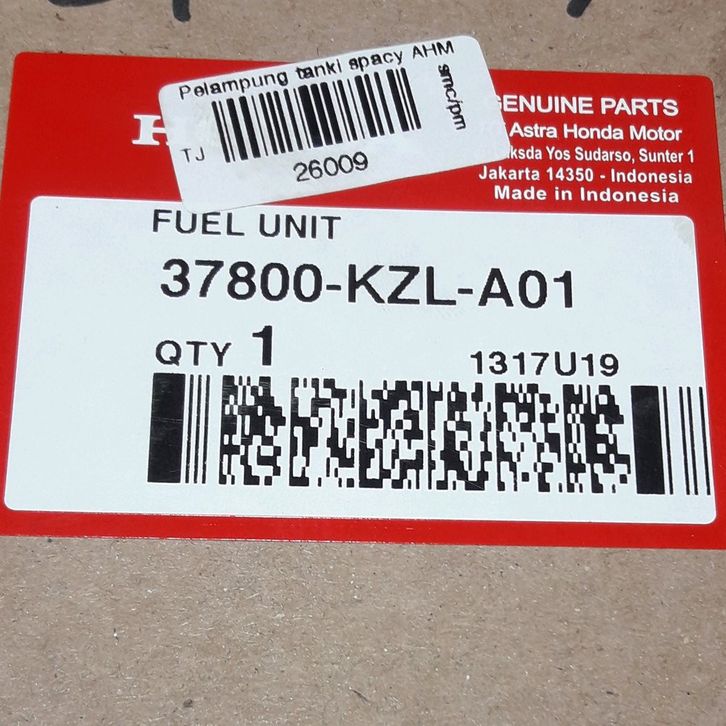 Pelampung tanki spacy AHM
smc/pm
TJ
26009
GENUINE PARTS
Astra Honda Motor
Yos Sudarso, Sunter 1
Jakarta 14350 - Indonesia
Made in Indonesia
FUEL UNIT
37800-KZL-A01
QTY 1
1317U19